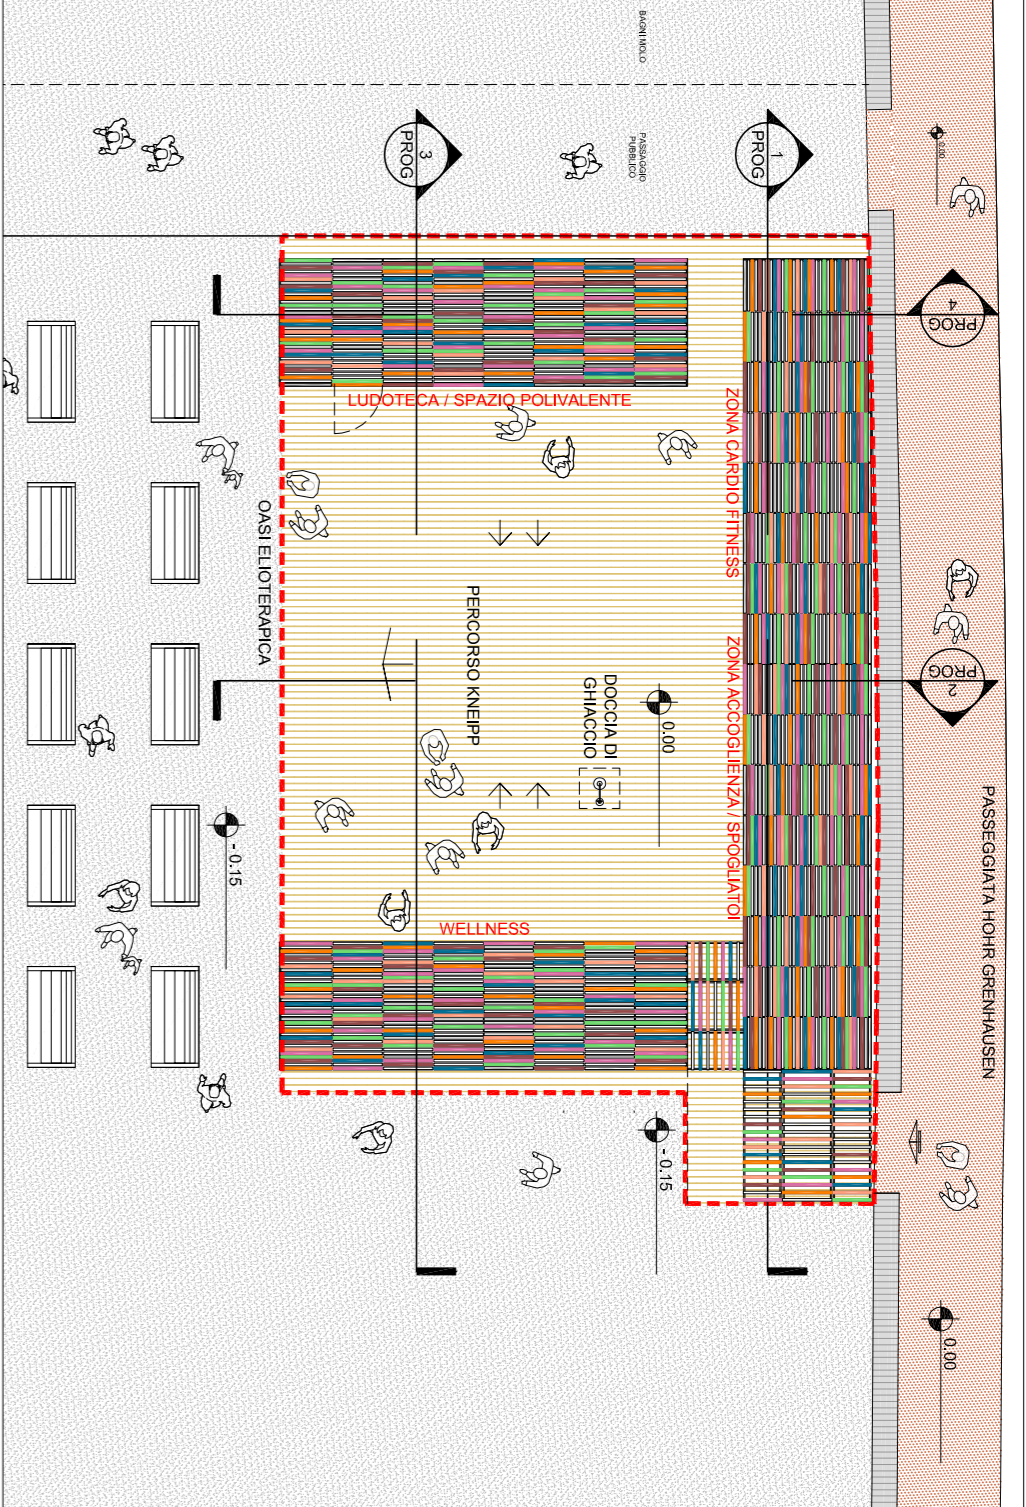 BAGNI MOLO
PASSAGGIO
PUBBLICO
0.00
3
PROG
1
PROG
4
PROG
2
PROG
LUDOTECA / SPAZIO POLIVALENTE
ZONA CARDIO FITNESS
ZONA ACCOGLIENZA / SPOGLIATOI
OASI ELIOTERAPICA
PERCORSO KNEIPP
DOCCIA DI
GHIACCIO
0.00
PASSEGGIATA HOHR GRENHAUSEN
- 0.15
WELLNESS
- 0.15
0.00